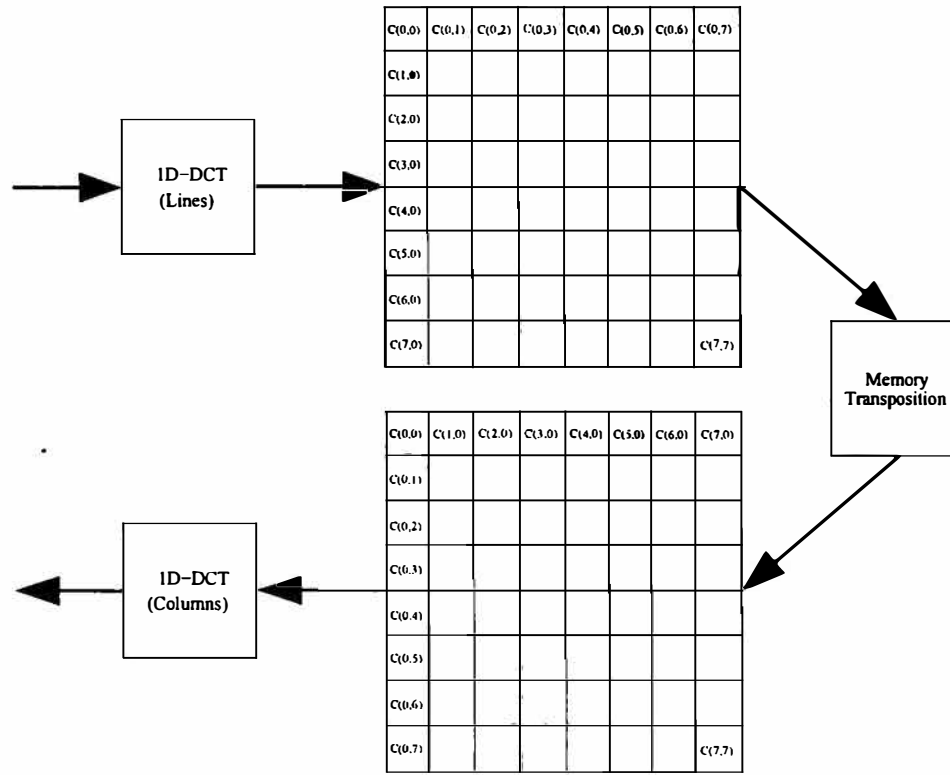 C(0,0) C(0,1) C(0,2) C(0,3) C(0,4) C(0,5) C(0,6) C(0,7)
C(1,0)
C(2,0)
C(3,0)
C(4,0)
C(5,0)
C(6,0)
C(7,0) C(7,7)
1D-DCT
(Lines)
Memory
Transposition
C(0,0) C(1,0) C(2,0) C(3,0) C(4,0) C(5,0) C(6,0) C(7,0)
C(0,1)
C(0,2)
C(0,3)
C(0,4)
C(0,5)
C(0,6)
C(0,7) C(7,7)
1D-DCT
(Columns)